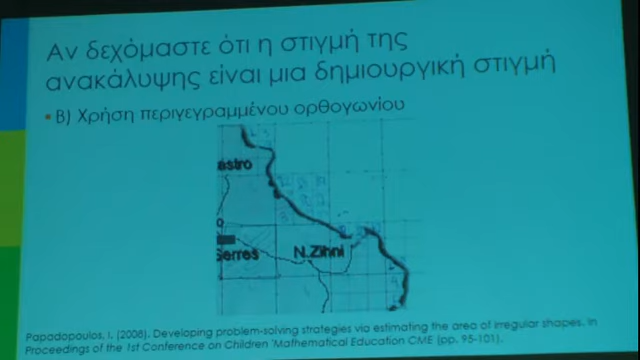 Αν δεχόμαστε ότι η στιγμή της
ανακάλυψης είναι μια δημιουργική στιγμή
• Β) Χρήση περιγεγραμμένου ορθογωνίου
astro
Serres
N.Zihni
Papadopoulos, I. (2008). Developing problem-solving strategies via estimating the area of irregular shapes. In
Proceedings of the 1st Conference on Children 'Mathematical Education CME (pp. 95-101).